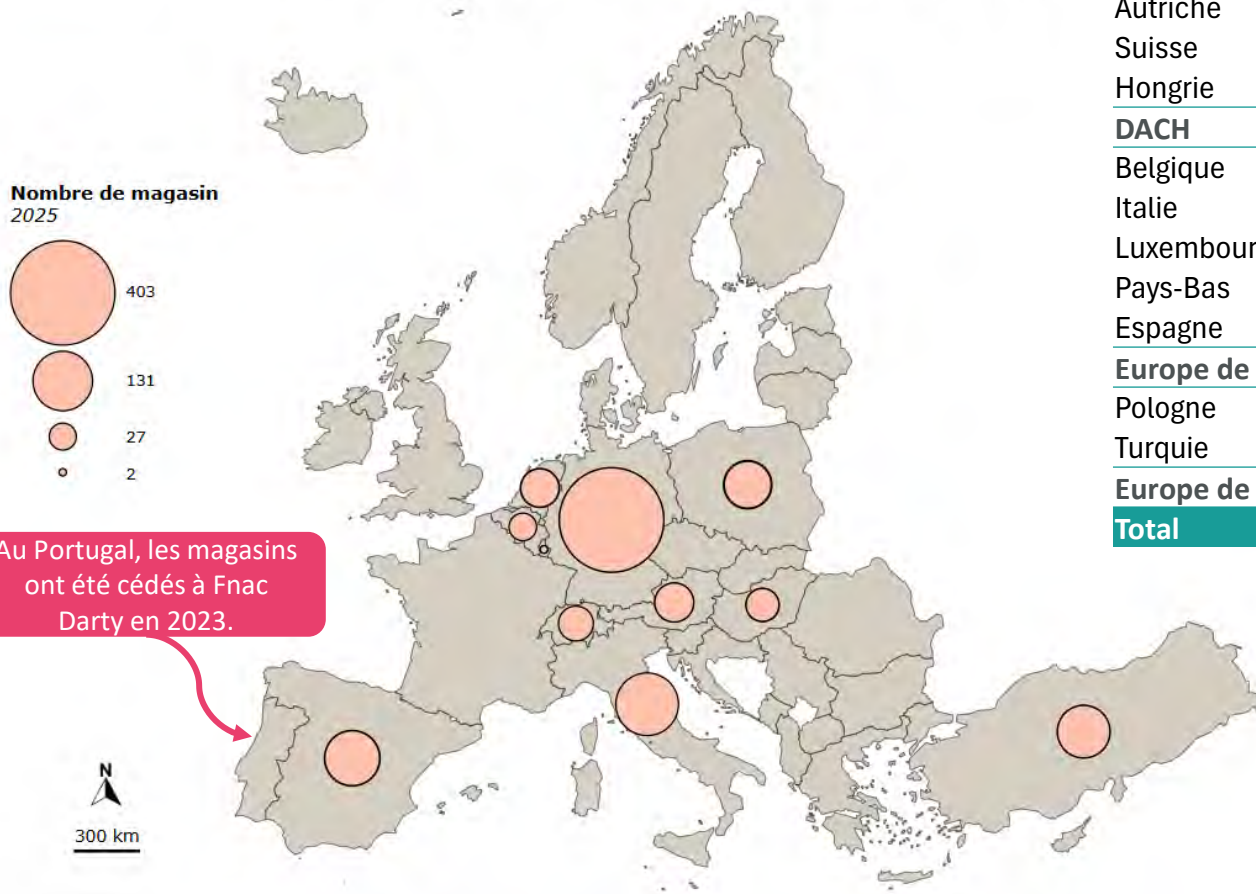 Nombre de magasin
2025
403
131
27
2
Au Portugal, les magasins
ont été cédés à Fnac
Darty en 2023.
N
300 km
Autriche
Suisse
Hongrie
DACH
Belgique
Italie
Luxembour
Pays-Bas
Espagne
Europe de
Pologne
Turquie
Europe de
Total